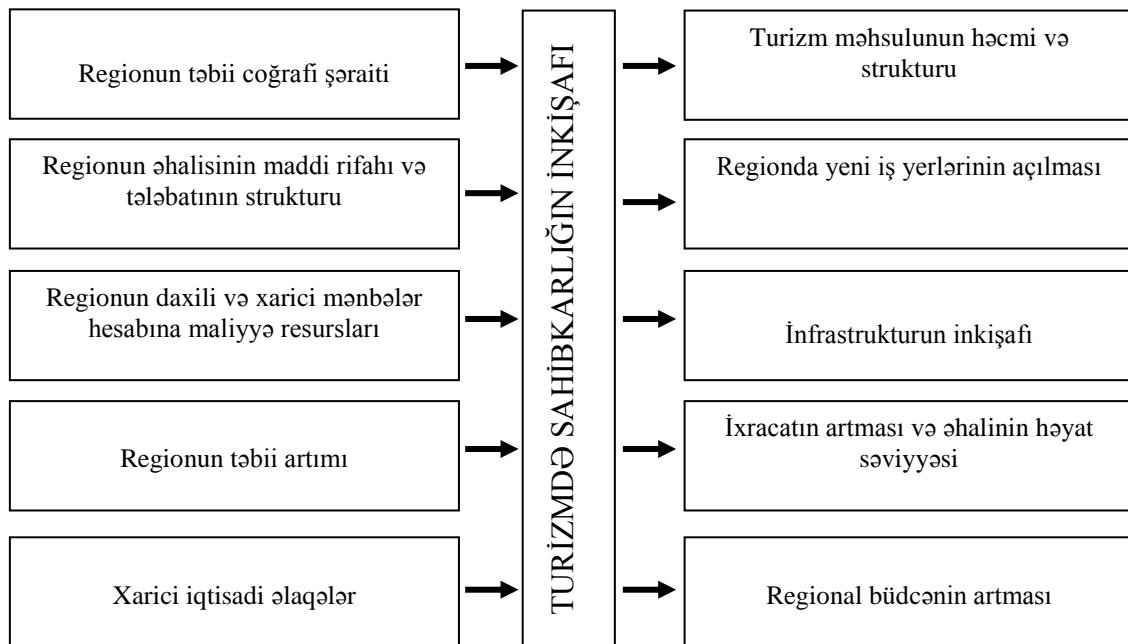 Regionun təbii coğrafi şəraiti
Regionun əhalisinin maddi rifahı və
tələbatının strukturu
Regionun daxili və xarici mənbələr
hesabına maliyyə resursları
Regionun təbii artımı
Xarici iqtisadi əlaqələr
TURİZMDƏ SAHİBKARLIĞIN İNKİŞAFI
Turizm məhsulunun həcmi və
strukturu
Regionda yeni iş yerlərinin açılması
İnfrastrukturun inkişafı
İxracatın artması və əhalinin həyat
səviyyəsi
Regional büdcənin artması